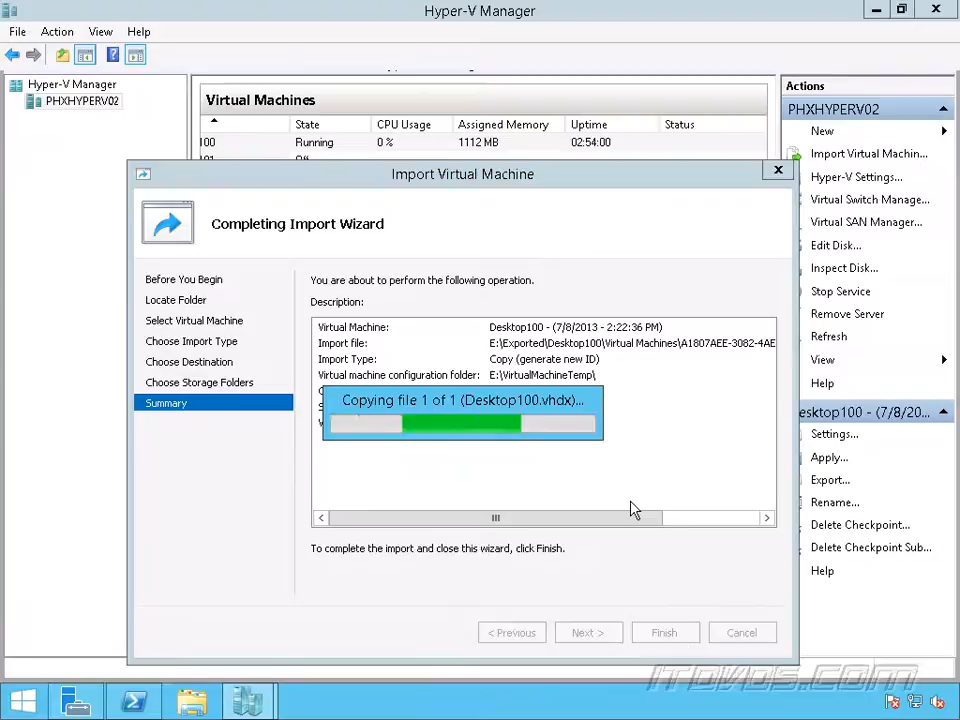 Hyper-V Manager
File Action View Help
Hyper-V Manager
PHXHYPERV02
Virtual Machines
State CPU Usage Assigned Memory Uptime Status
100 Running 0 % 1112 MB 02:54:00
Import Virtual Machine
Completing Import Wizard
Before You Begin
Locate Folder
Select Virtual Machine
Choose Import Type
Choose Destination
Choose Storage Folders
Summary
You are about to perform the following operation.
Description:
Virtual Machine: Desktop100 - (7/8/2013 - 2:22:36 PM)
Import file: E:\Exported\Desktop100\Virtual Machines\A1807AEE-3082-4AE
Import Type: Copy (generate new ID)
Virtual machine configuration folder: E:\VirtualMachineTemp\
Copying file 1 of 1 (Desktop100.vhdx)...
To complete the import and close this wizard, click Finish.
< Previous Next > Finish Cancel
Actions
PHXHYPERV02
New
Import Virtual Machin...
Hyper-V Settings...
Virtual Switch Manage...
Virtual SAN Manager...
Edit Disk...
Inspect Disk...
Stop Service
Remove Server
Refresh
View
Help
esktop100 - (7/8/20...
Settings...
Apply...
Export...
Rename...
Delete Checkpoint...
Delete Checkpoint Sub...
Help
ITdvds.com